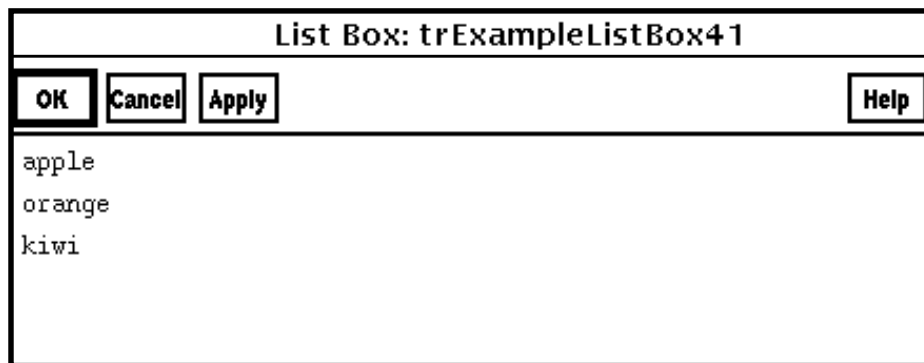 List Box: trExampleListBox41
OK Cancel Apply Help
apple
orange
kiwi